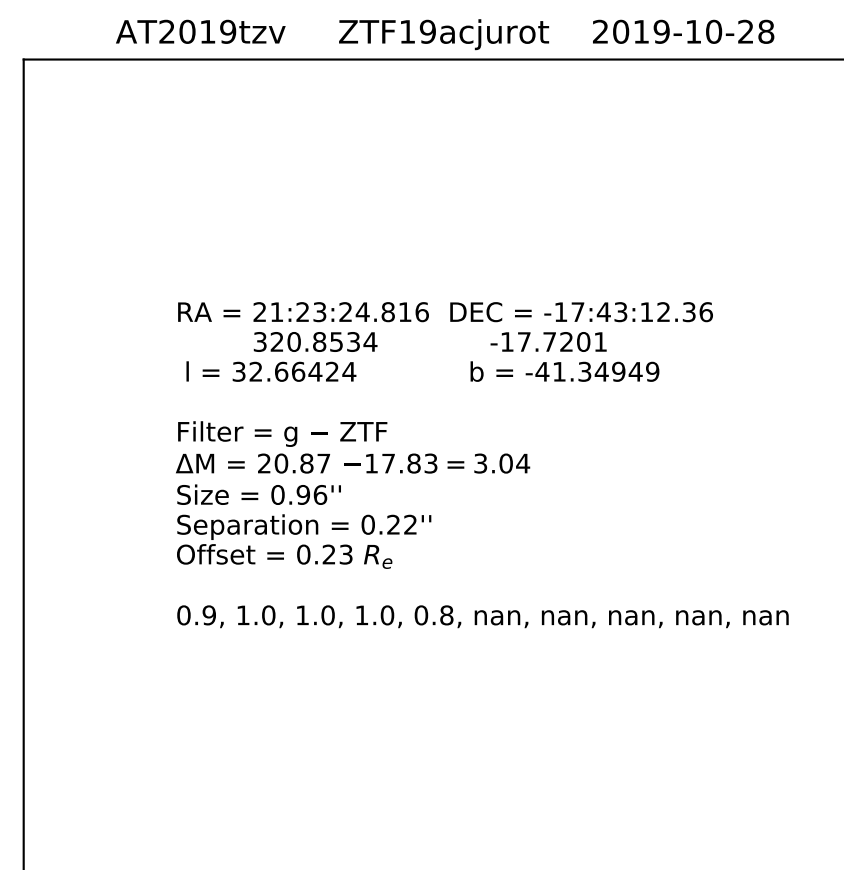 AT2019tzv ZTF19acjurot 2019-10-28
RA = 21:23:24.816 DEC = -17:43:12.36
320.8534 -17.7201
l = 32.66424 b = -41.34949
Filter = g − ZTF
ΔM = 20.87 −17.83 = 3.04
Size = 0.96''
Separation = 0.22''
Offset = 0.23 Rₑ
0.9, 1.0, 1.0, 1.0, 0.8, nan, nan, nan, nan, nan